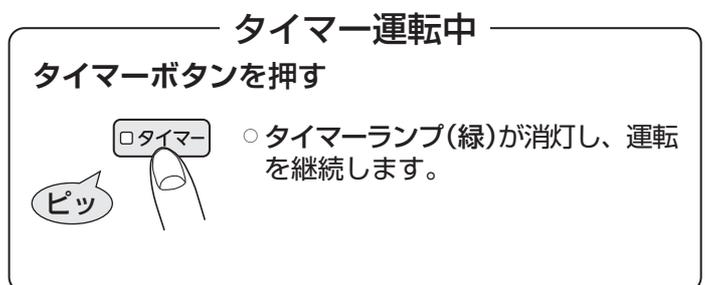 タイマー運転中
タイマーボタンを押す
タイマー
○ タイマーランプ(緑)が消灯し、運転
を継続します。
ピッ